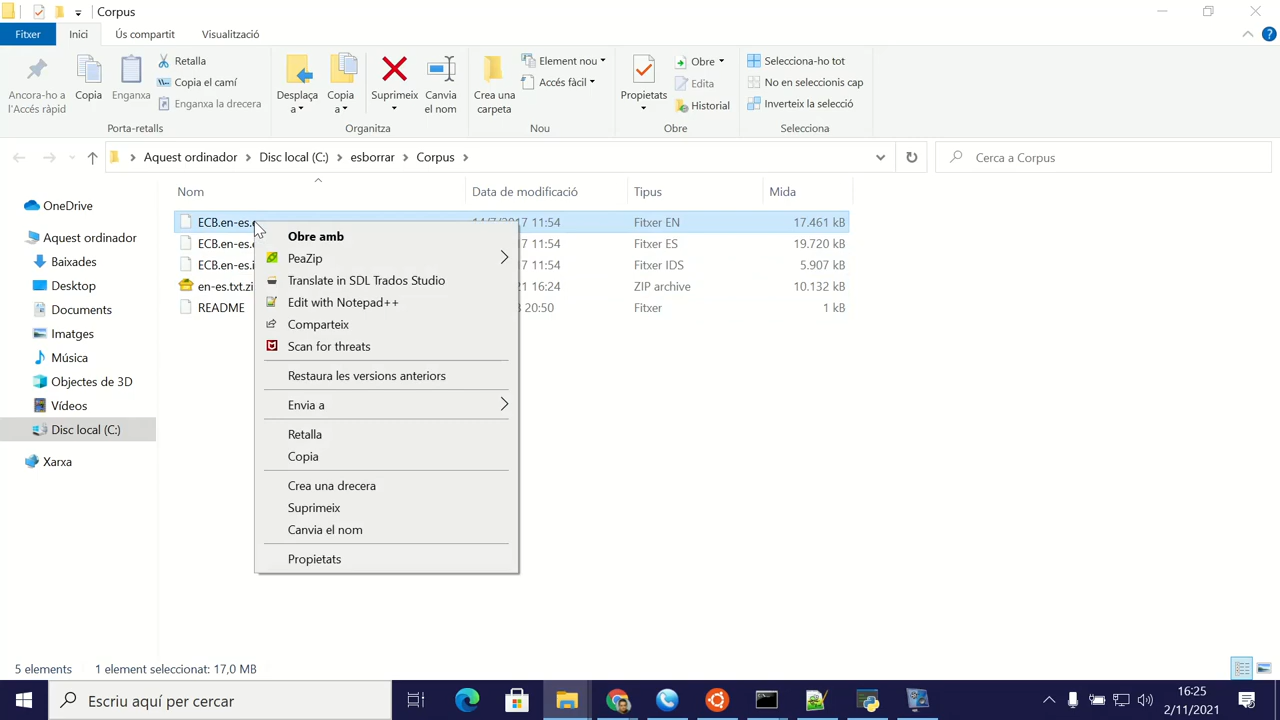 Corpus
Fitxer
Inici
Ús compartit
Visualització
Ancora-ho a l'Accés ràpid
Copia
Enganxa
Retalla
Copia el camí
Enganxa la drecera
Porta-retalls
Desplaça a
Copia a
Suprimeix
Canvia el nom
Organitza
Crea una carpeta
Element nou
Accés fàcil
Nou
Propietats
Obre
Edita
Historial
Obre
Selecciona-ho tot
No en seleccionis cap
Inverteix la selecció
Selecciona
Aquest ordinador
Disc local (C:)
esborrar
Corpus
Cerca a Corpus
Nom
Data de modificació
Tipus
Mida
OneDrive
Aquest ordinador
Baixades
Desktop
Documents
Imatges
Música
Objectes de 3D
Vídeos
Disc local (C:)
Xarxa
ECB.en-es. 14/7/2017 11:54 Fitxer EN 17.461 kB
ECB.en-es. 11:54 Fitxer ES 19.720 kB
ECB.en-es.i 11:54 Fitxer IDS 5.907 kB
en-es.txt.zi 21 16:24 ZIP archive 10.132 kB
README 20:50 Fitxer 1 kB
Obre amb
PeaZip
Translate in SDL Trados Studio
Edit with Notepad++
Comparteix
Scan for threats
Restaura les versions anteriors
Envia a
Retalla
Copia
Crea una drecera
Suprimeix
Canvia el nom
Propietats
5 elements
1 element seleccionat: 17,0 MB
Escriu aquí per cercar
16:25
2/11/2021